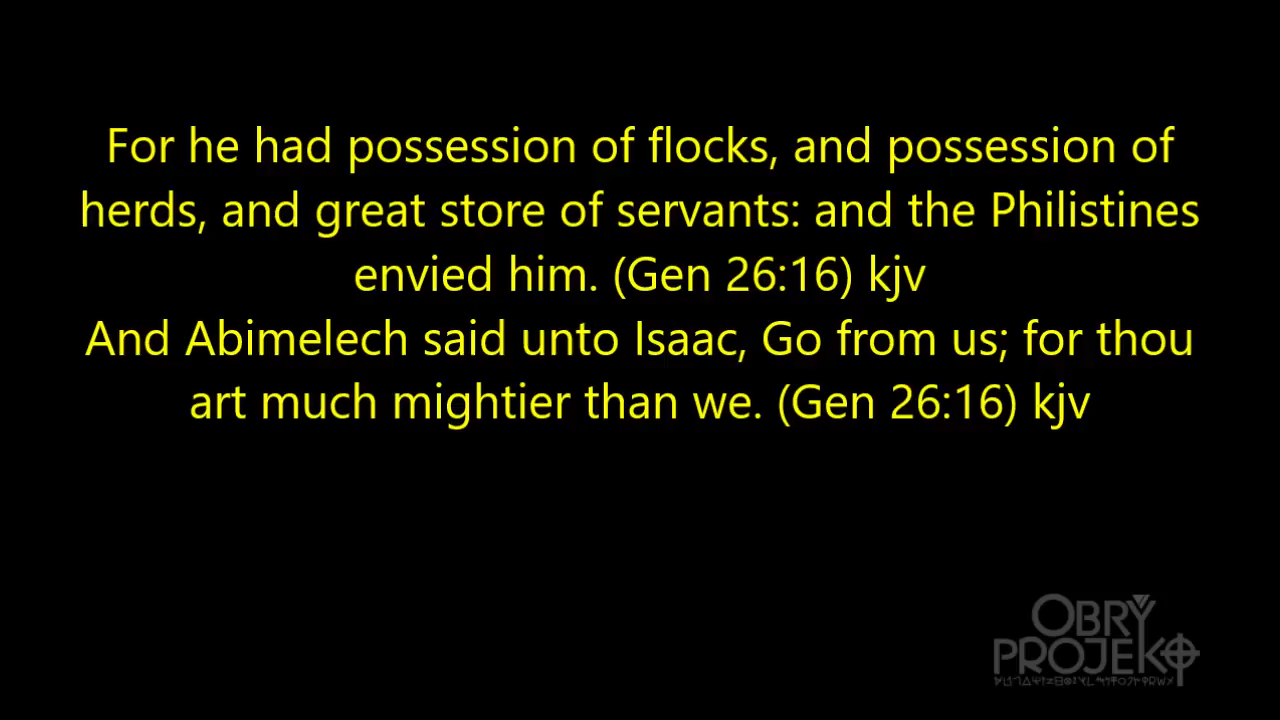 For he had possession of flocks, and possession of
herds, and great store of servants: and the Philistines
envied him. (Gen 26:16) kjv
And Abimelech said unto Isaac, Go from us; for thou
art much mightier than we. (Gen 26:16) kjv
OBRY
PROJEKT